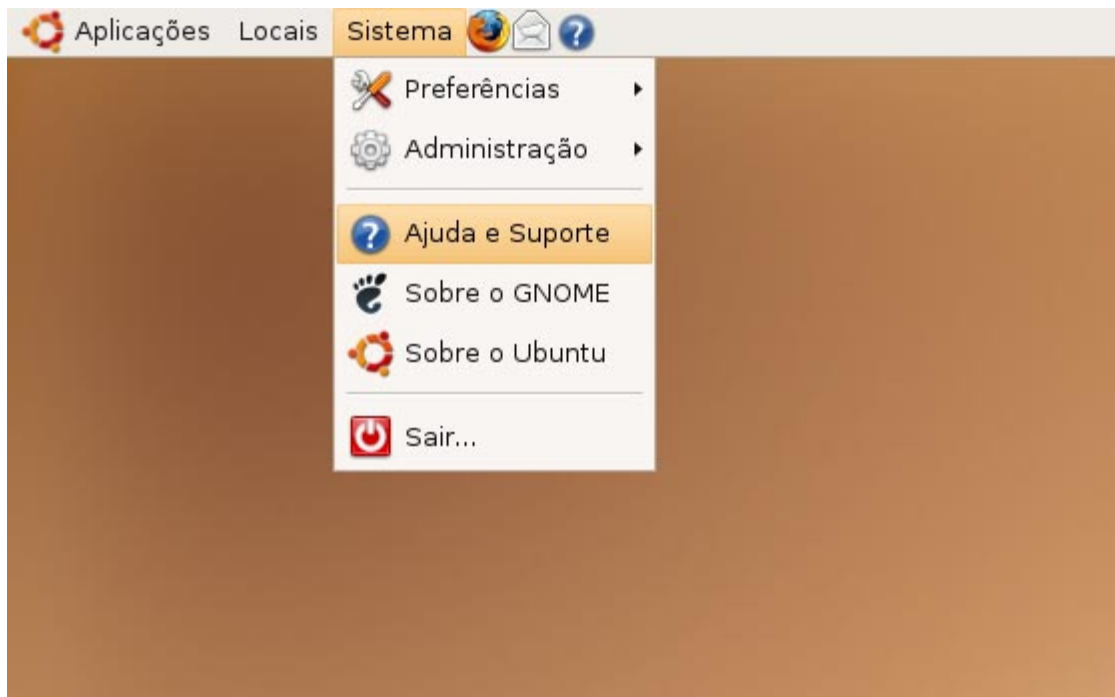 Aplicações Locais Sistema
Preferências
Administração
Ajuda e Suporte
Sobre o GNOME
Sobre o Ubuntu
Sair...